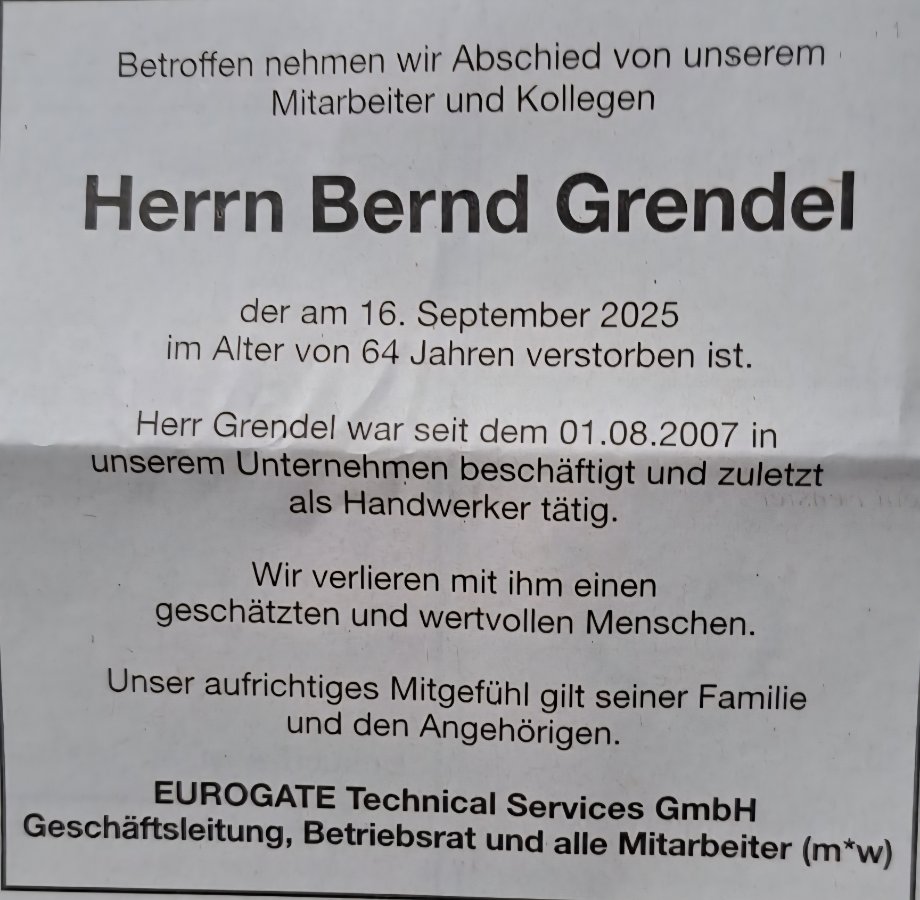 Betroffen nehmen wir Abschied von unserem
Mitarbeiter und Kollegen
Herrn Bernd Grendel
der am 16. September 2025
im Alter von 64 Jahren verstorben ist.
Herr Grendel war seit dem 01.08.2007 in
unserem Unternehmen beschäftigt und zuletzt
als Handwerker tätig.
Wir verlieren mit ihm einen
geschätzten und wertvollen Menschen.
Unser aufrichtiges Mitgefühl gilt seiner Familie
und den Angehörigen.
EUROGATE Technical Services GmbH
Geschäftsleitung, Betriebsrat und alle Mitarbeiter (m*w)